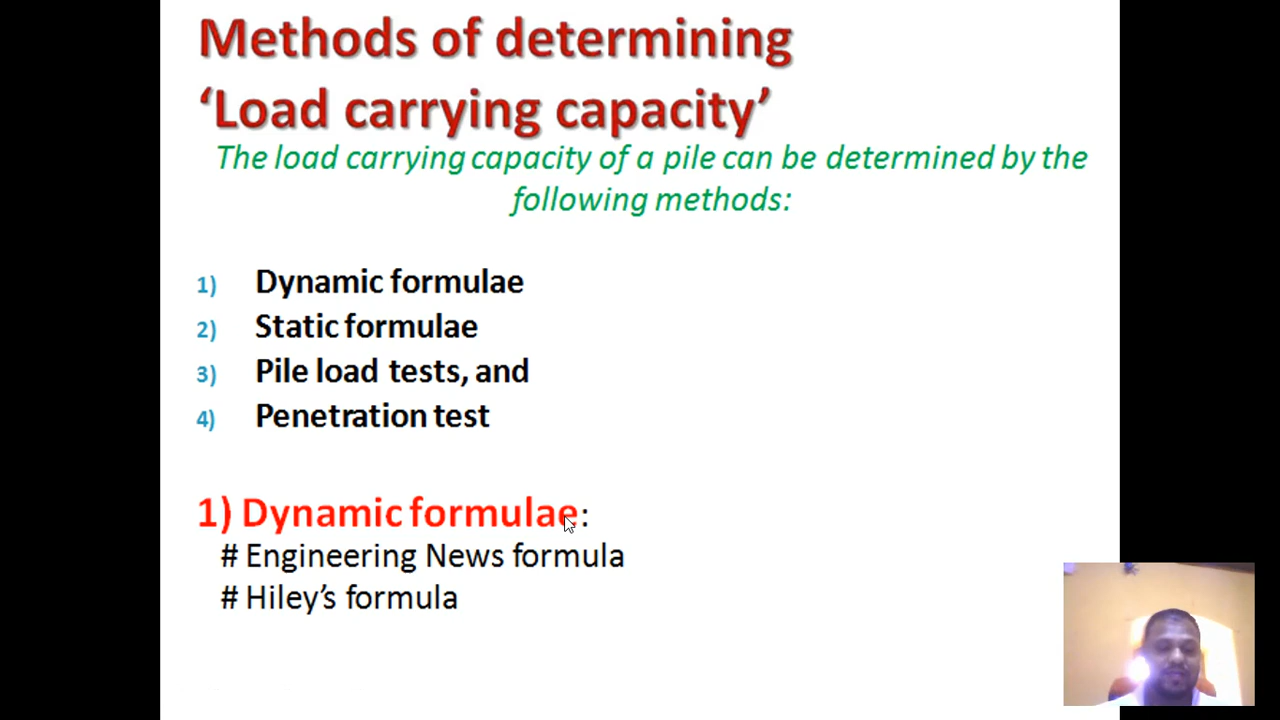 Methods of determining
‘Load carrying capacity’
The load carrying capacity of a pile can be determined by the
following methods:
1) Dynamic formulae
2) Static formulae
3) Pile load tests, and
4) Penetration test
1) Dynamic formulae:
# Engineering News formula
# Hiley’s formula